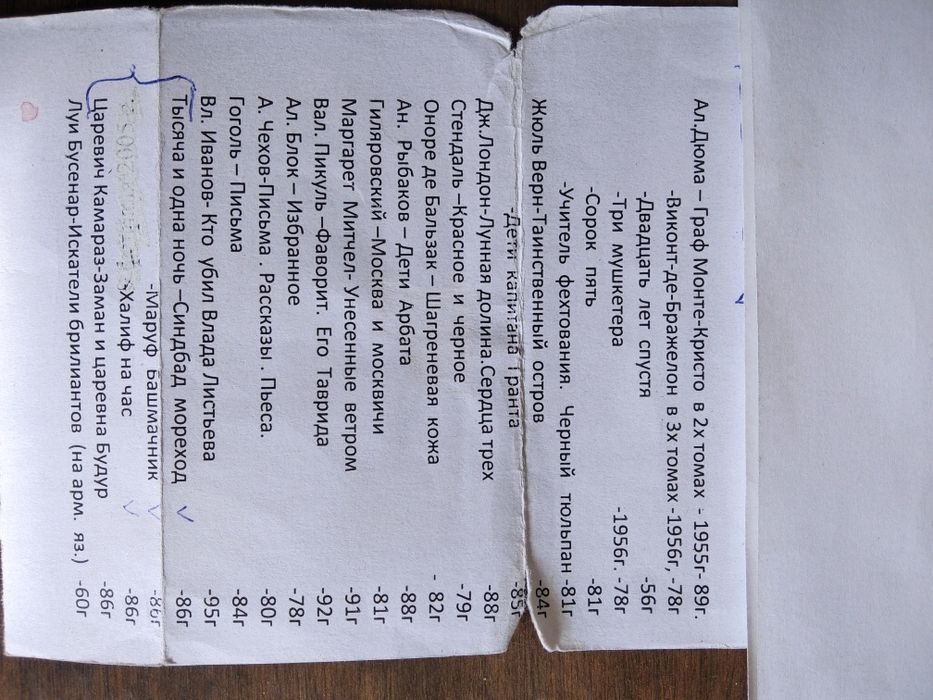 Ал.Дюма – Граф Монте-Кристо в 2х томах - 1955г- 89г.
-Виконт-де-Бражелон в 3х томах -1956г, -78г
-Двадцать лет спустя -56г
-Три мушкетера -1956г. -78г
-Сорок пять -81г
-Учитель фехтования. Черный тюльпан -81г
Жюль Верн-Таинственный остров -84г
-Дети капитана Гранта -85г
Дж.Лондон-Лунная долина.Сердца трех -88г
Стендаль –Красное и черное -79г
Оноре де Бальзак – Шагреневая кожа - 82г
Ан. Рыбаков – Дети Арбата -88г
Гиляровский –Москва и москвичи -81г
Маргарет Митчел- Унесенные ветром -91г
Вал. Пикуль –Фаворит. Его Таврида -92г
Ал. Блок – Избранное -78г
А. Чехов-Письма . Рассказы . Пьеса. -80г
Гоголь – Письма -84г
Вл. Иванов- Кто убил Влада Листьева -95г
Тысяча и одна ночь –Синдбад мореход -86г
-Маруф башмачник -86г
-Халиф на час -86г
Царевич Камараз-Заман и царевна Будур -86г
Луи Бусенар-Искатели брилиантов (на арм. яз.) -60г